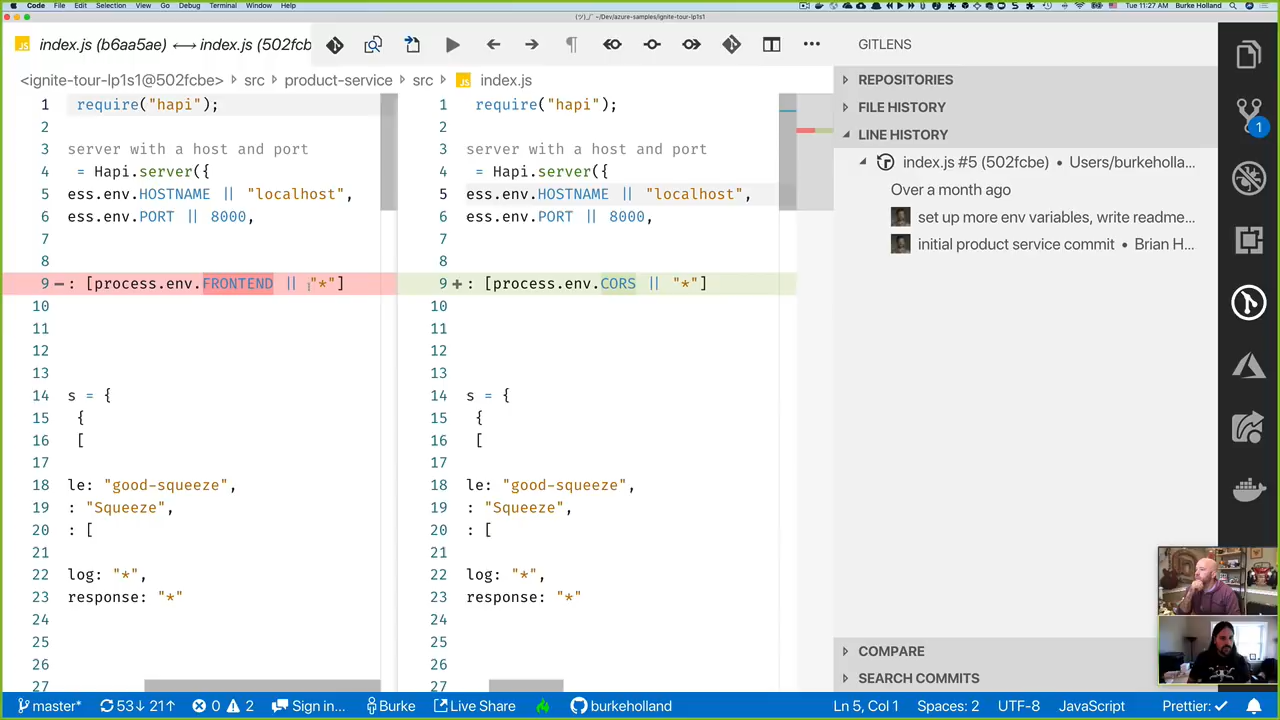 Code File Edit Selection View Go Debug Terminal Window Help
Tue 11:27 AM Burke Holland
~/Dev/azure-samples/ignite-tour-lp1s1
JS index.js (b6aa5ae) ⟷ index.js (502fcb
GITLENS
<ignite-tour-lp1s1@502fcbe> src product-service src JS index.js
REPOSITORIES
FILE HISTORY
LINE HISTORY
index.js #5 (502fcbe) • Users/burkeholla...
Over a month ago
set up more env variables, write readme...
initial product service commit • Brian H...
1
1 require("hapi");
2
3 server with a host and port
4 = Hapi.server({
5 ess.env.HOSTNAME || "localhost",
6 ess.env.PORT || 8000,
7
8
9 − : [process.env.FRONTEND || "*"]
10
11
12
13
14 s = {
15 {
16 [
17
18 le: "good-squeeze",
19 : "Squeeze",
20 : [
21
22 log: "*",
23 response: "*"
24
25
26
27
1 require("hapi");
2
3 server with a host and port
4 = Hapi.server({
5 ess.env.HOSTNAME || "localhost",
6 ess.env.PORT || 8000,
7
8
9 + : [process.env.CORS || "*"]
10
11
12
13
14 s = {
15 {
16 [
17
18 le: "good-squeeze",
19 : "Squeeze",
20 : [
21
22 log: "*",
23 response: "*"
24
25
26
27
COMPARE
SEARCH COMMITS
master* 53↓ 21↑ 0 2 Sign in... Burke Live Share burkeholland Ln 5, Col 1 Spaces: 2 UTF-8 JavaScript Prettier: ✓